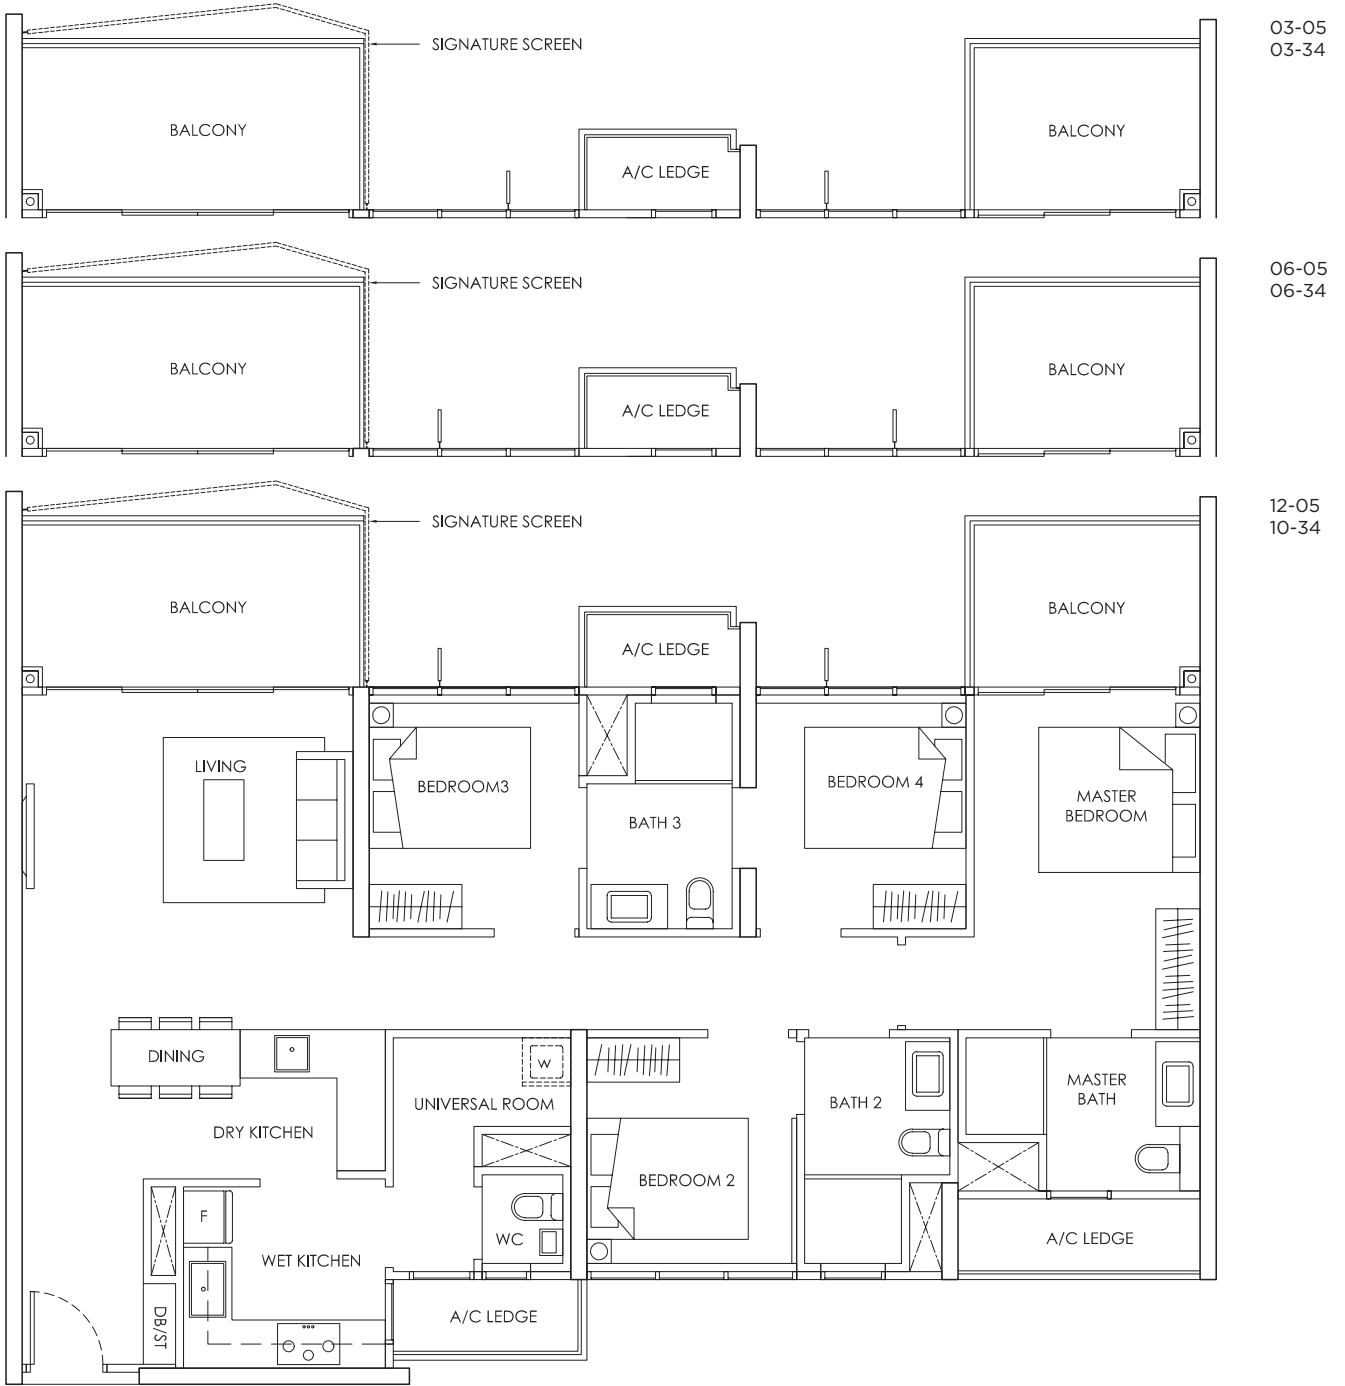 03-05
03-34
SIGNATURE SCREEN
BALCONY
BALCONY
A/C LEDGE
06-05
06-34
SIGNATURE SCREEN
BALCONY
BALCONY
A/C LEDGE
12-05
10-34
SIGNATURE SCREEN
BALCONY
BALCONY
A/C LEDGE
LIVING
BEDROOM3
BEDROOM 4
MASTER
BEDROOM
BATH 3
DINING
W
UNIVERSAL ROOM
BATH 2
MASTER
BATH
DRY KITCHEN
BEDROOM 2
F
WC
A/C LEDGE
WET KITCHEN
DB/ST
A/C LEDGE